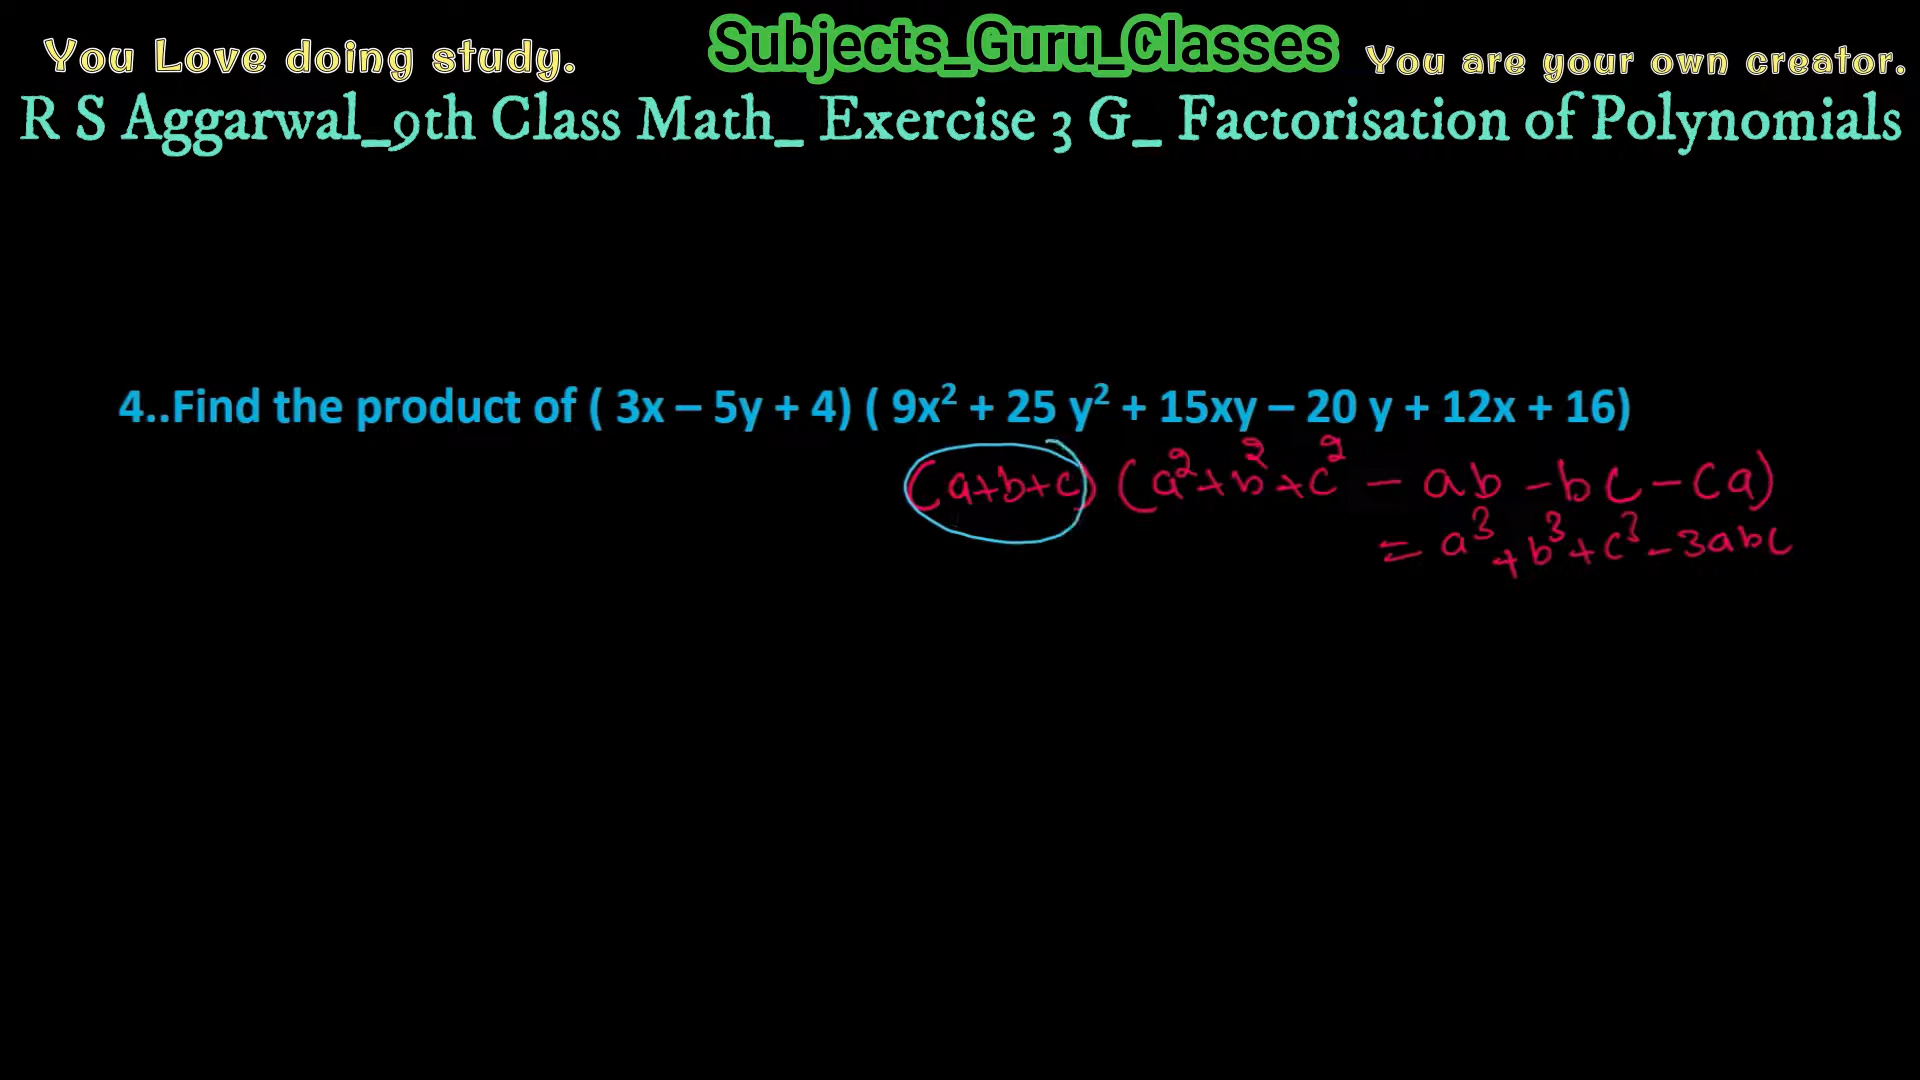 You Love doing study. Subjects_Guru_Classes You are your own creator.
R S Aggarwal_9th Class Math_ Exercise 3 G_ Factorisation of Polynomials
4..Find the product of ( 3x – 5y + 4) ( 9x² + 25 y² + 15xy – 20 y + 12x + 16)
(a+b+c) (a²+b²+c² - ab - bc - ca)
= a³+b³+c³-3abc